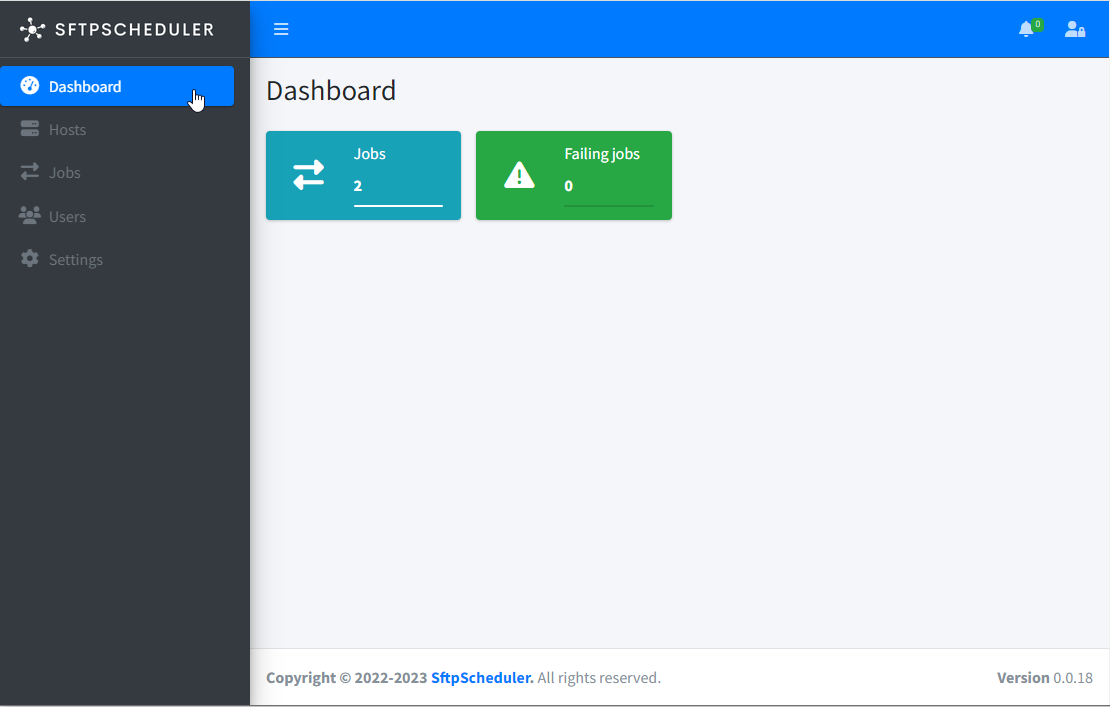 SFTPSCHEDULER
0
Dashboard
Hosts
Jobs
Users
Settings
Dashboard
Jobs
2
Failing jobs
0
Copyright © 2022-2023 SftpScheduler. All rights reserved.
Version 0.0.18